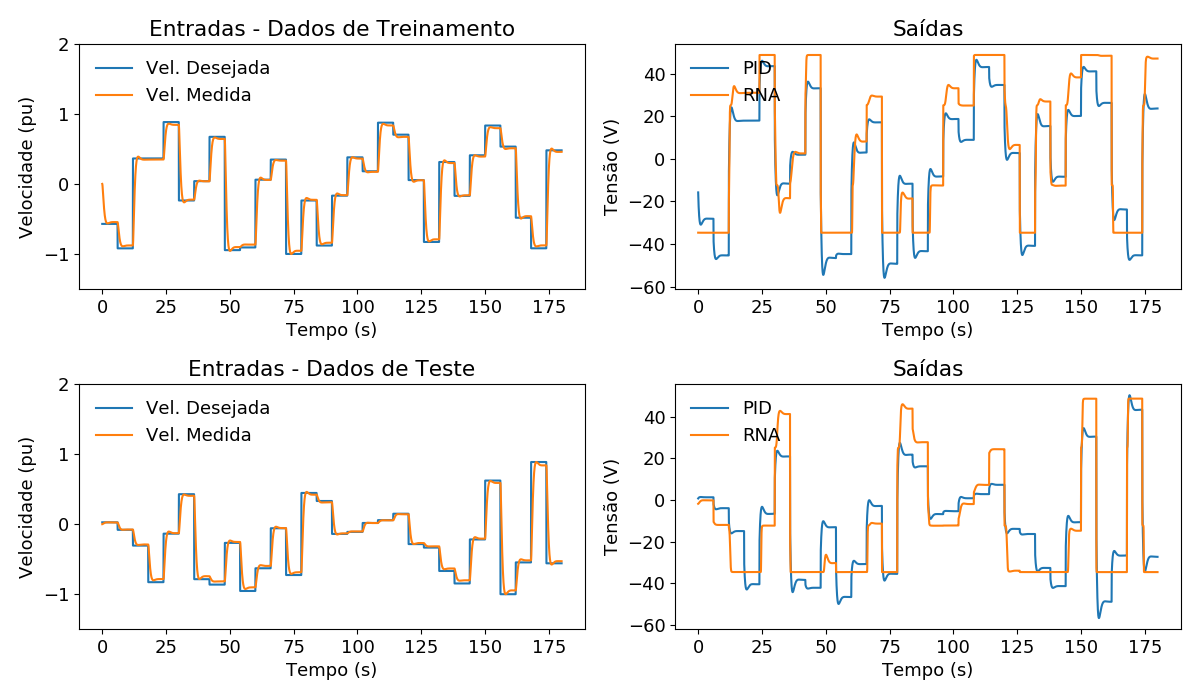 Entradas - Dados de Treinamento
Velocidade (pu)
2
1
0
−1
Vel. Desejada
Vel. Medida
0 25 50 75 100 125 150 175
Tempo (s)
Saídas
Tensão (V)
40
20
0
−20
−40
−60
PID
RNA
0 25 50 75 100 125 150 175
Tempo (s)
Entradas - Dados de Teste
Velocidade (pu)
2
1
0
−1
Vel. Desejada
Vel. Medida
0 25 50 75 100 125 150 175
Tempo (s)
Saídas
Tensão (V)
40
20
0
−20
−40
−60
PID
RNA
0 25 50 75 100 125 150 175
Tempo (s)